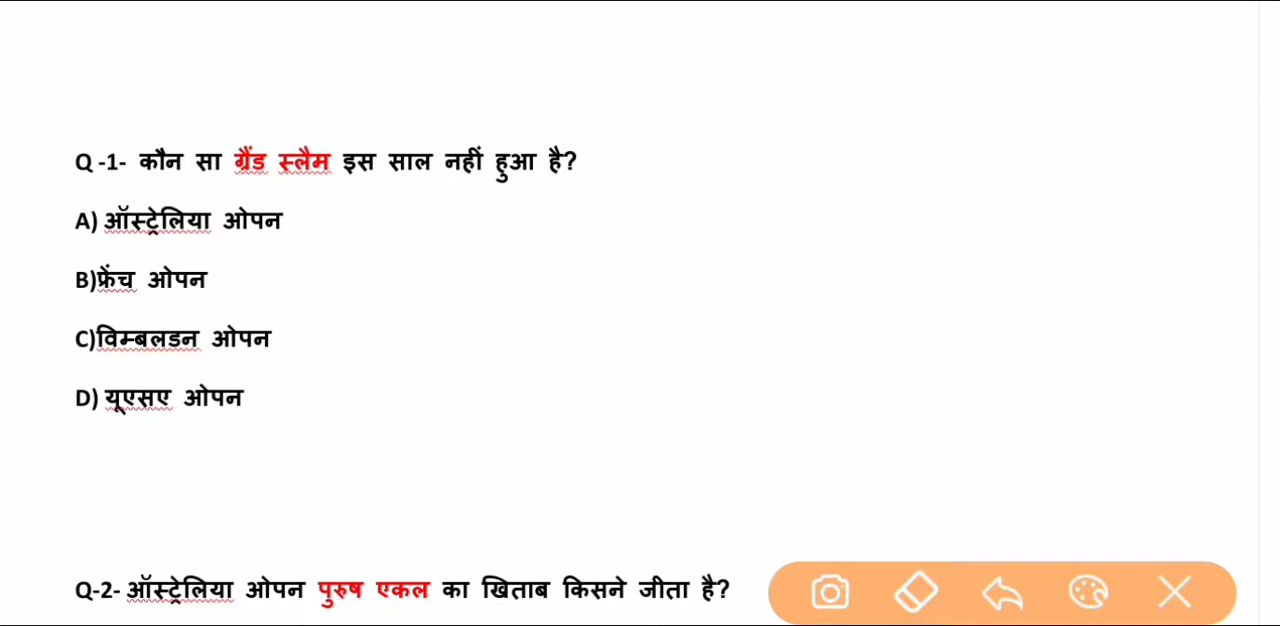 Q -1- कौन सा ग्रैंड स्लैम इस साल नहीं हुआ है?
A) ऑस्ट्रेलिया ओपन
B)फ्रेंच ओपन
C)विम्बलडन ओपन
D) यूएसए ओपन
Q-2- ऑस्ट्रेलिया ओपन पुरुष एकल का खिताब किसने जीता है?